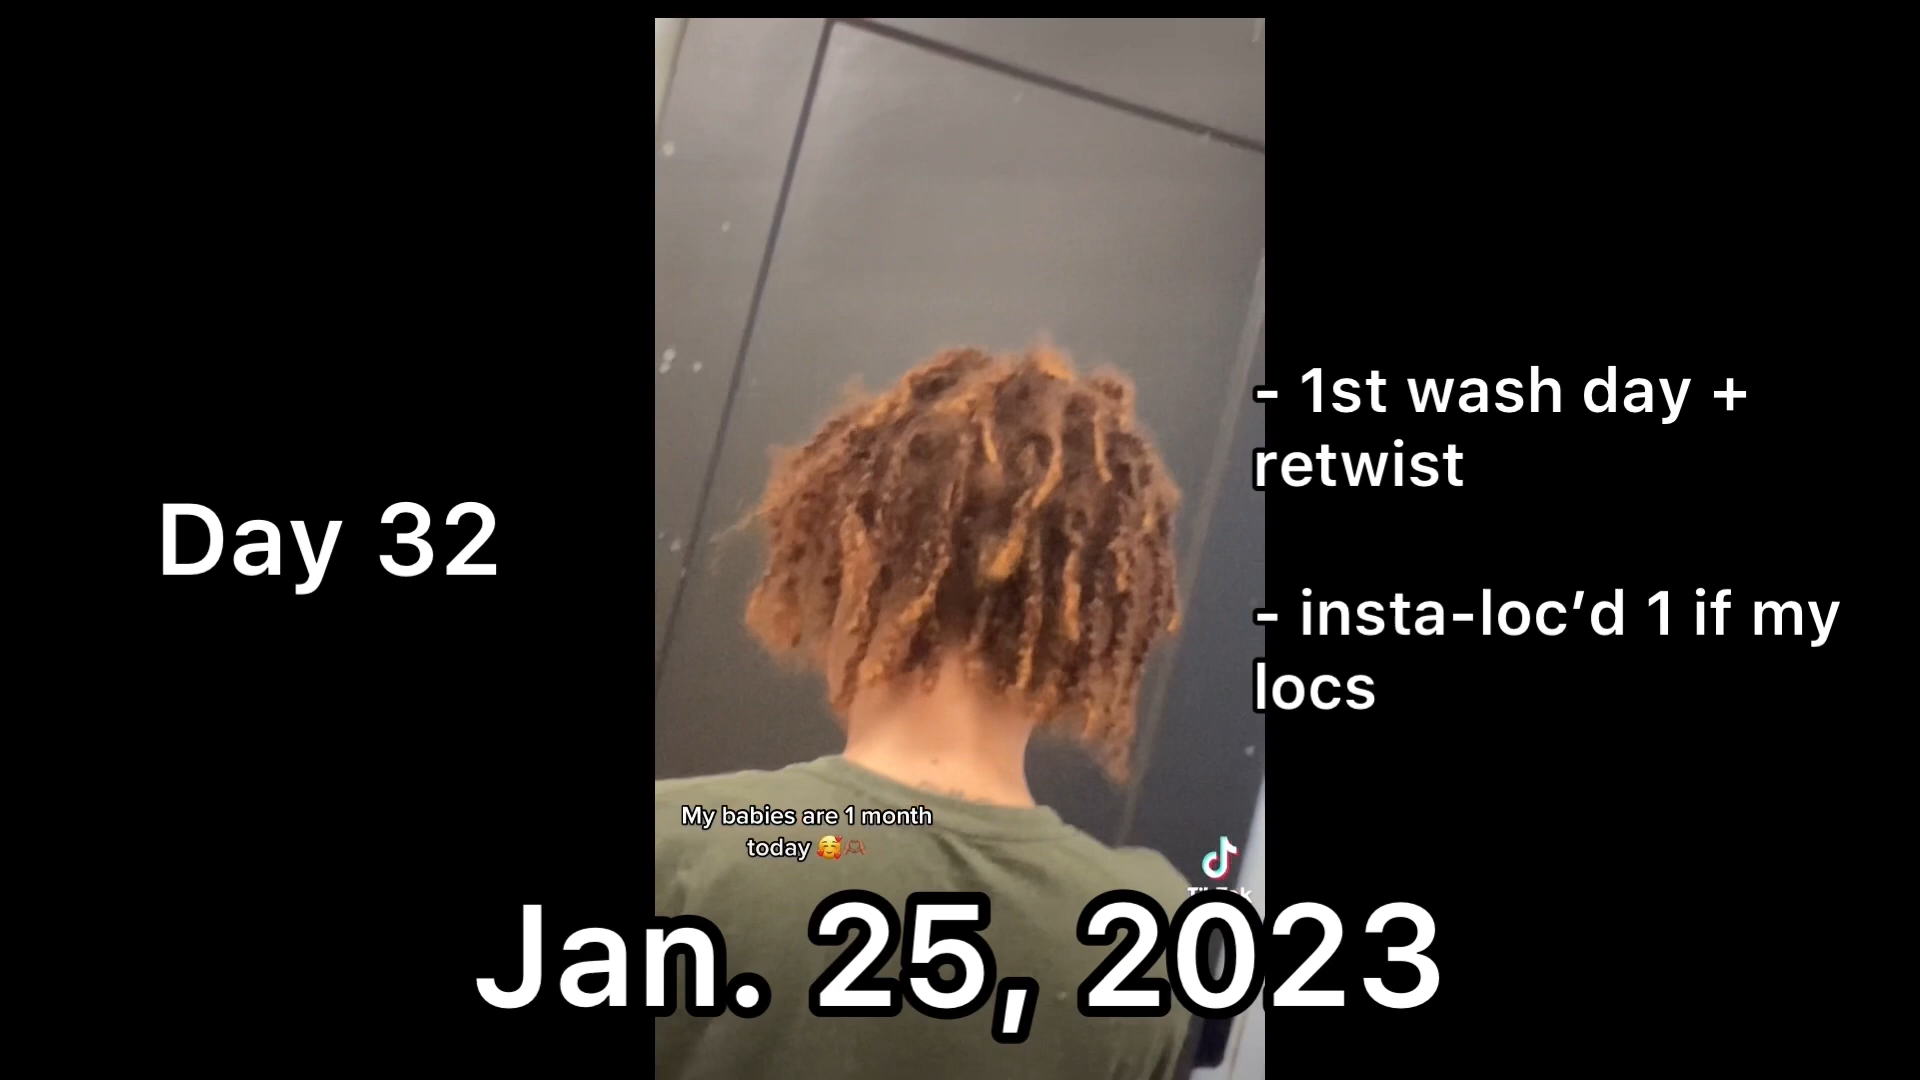 Day 32
- 1st wash day +
retwist
- insta-loc’d 1 if my
locs
My babies are 1 month
today 🥰🫶🏽
TikTok
Jan. 25, 2023